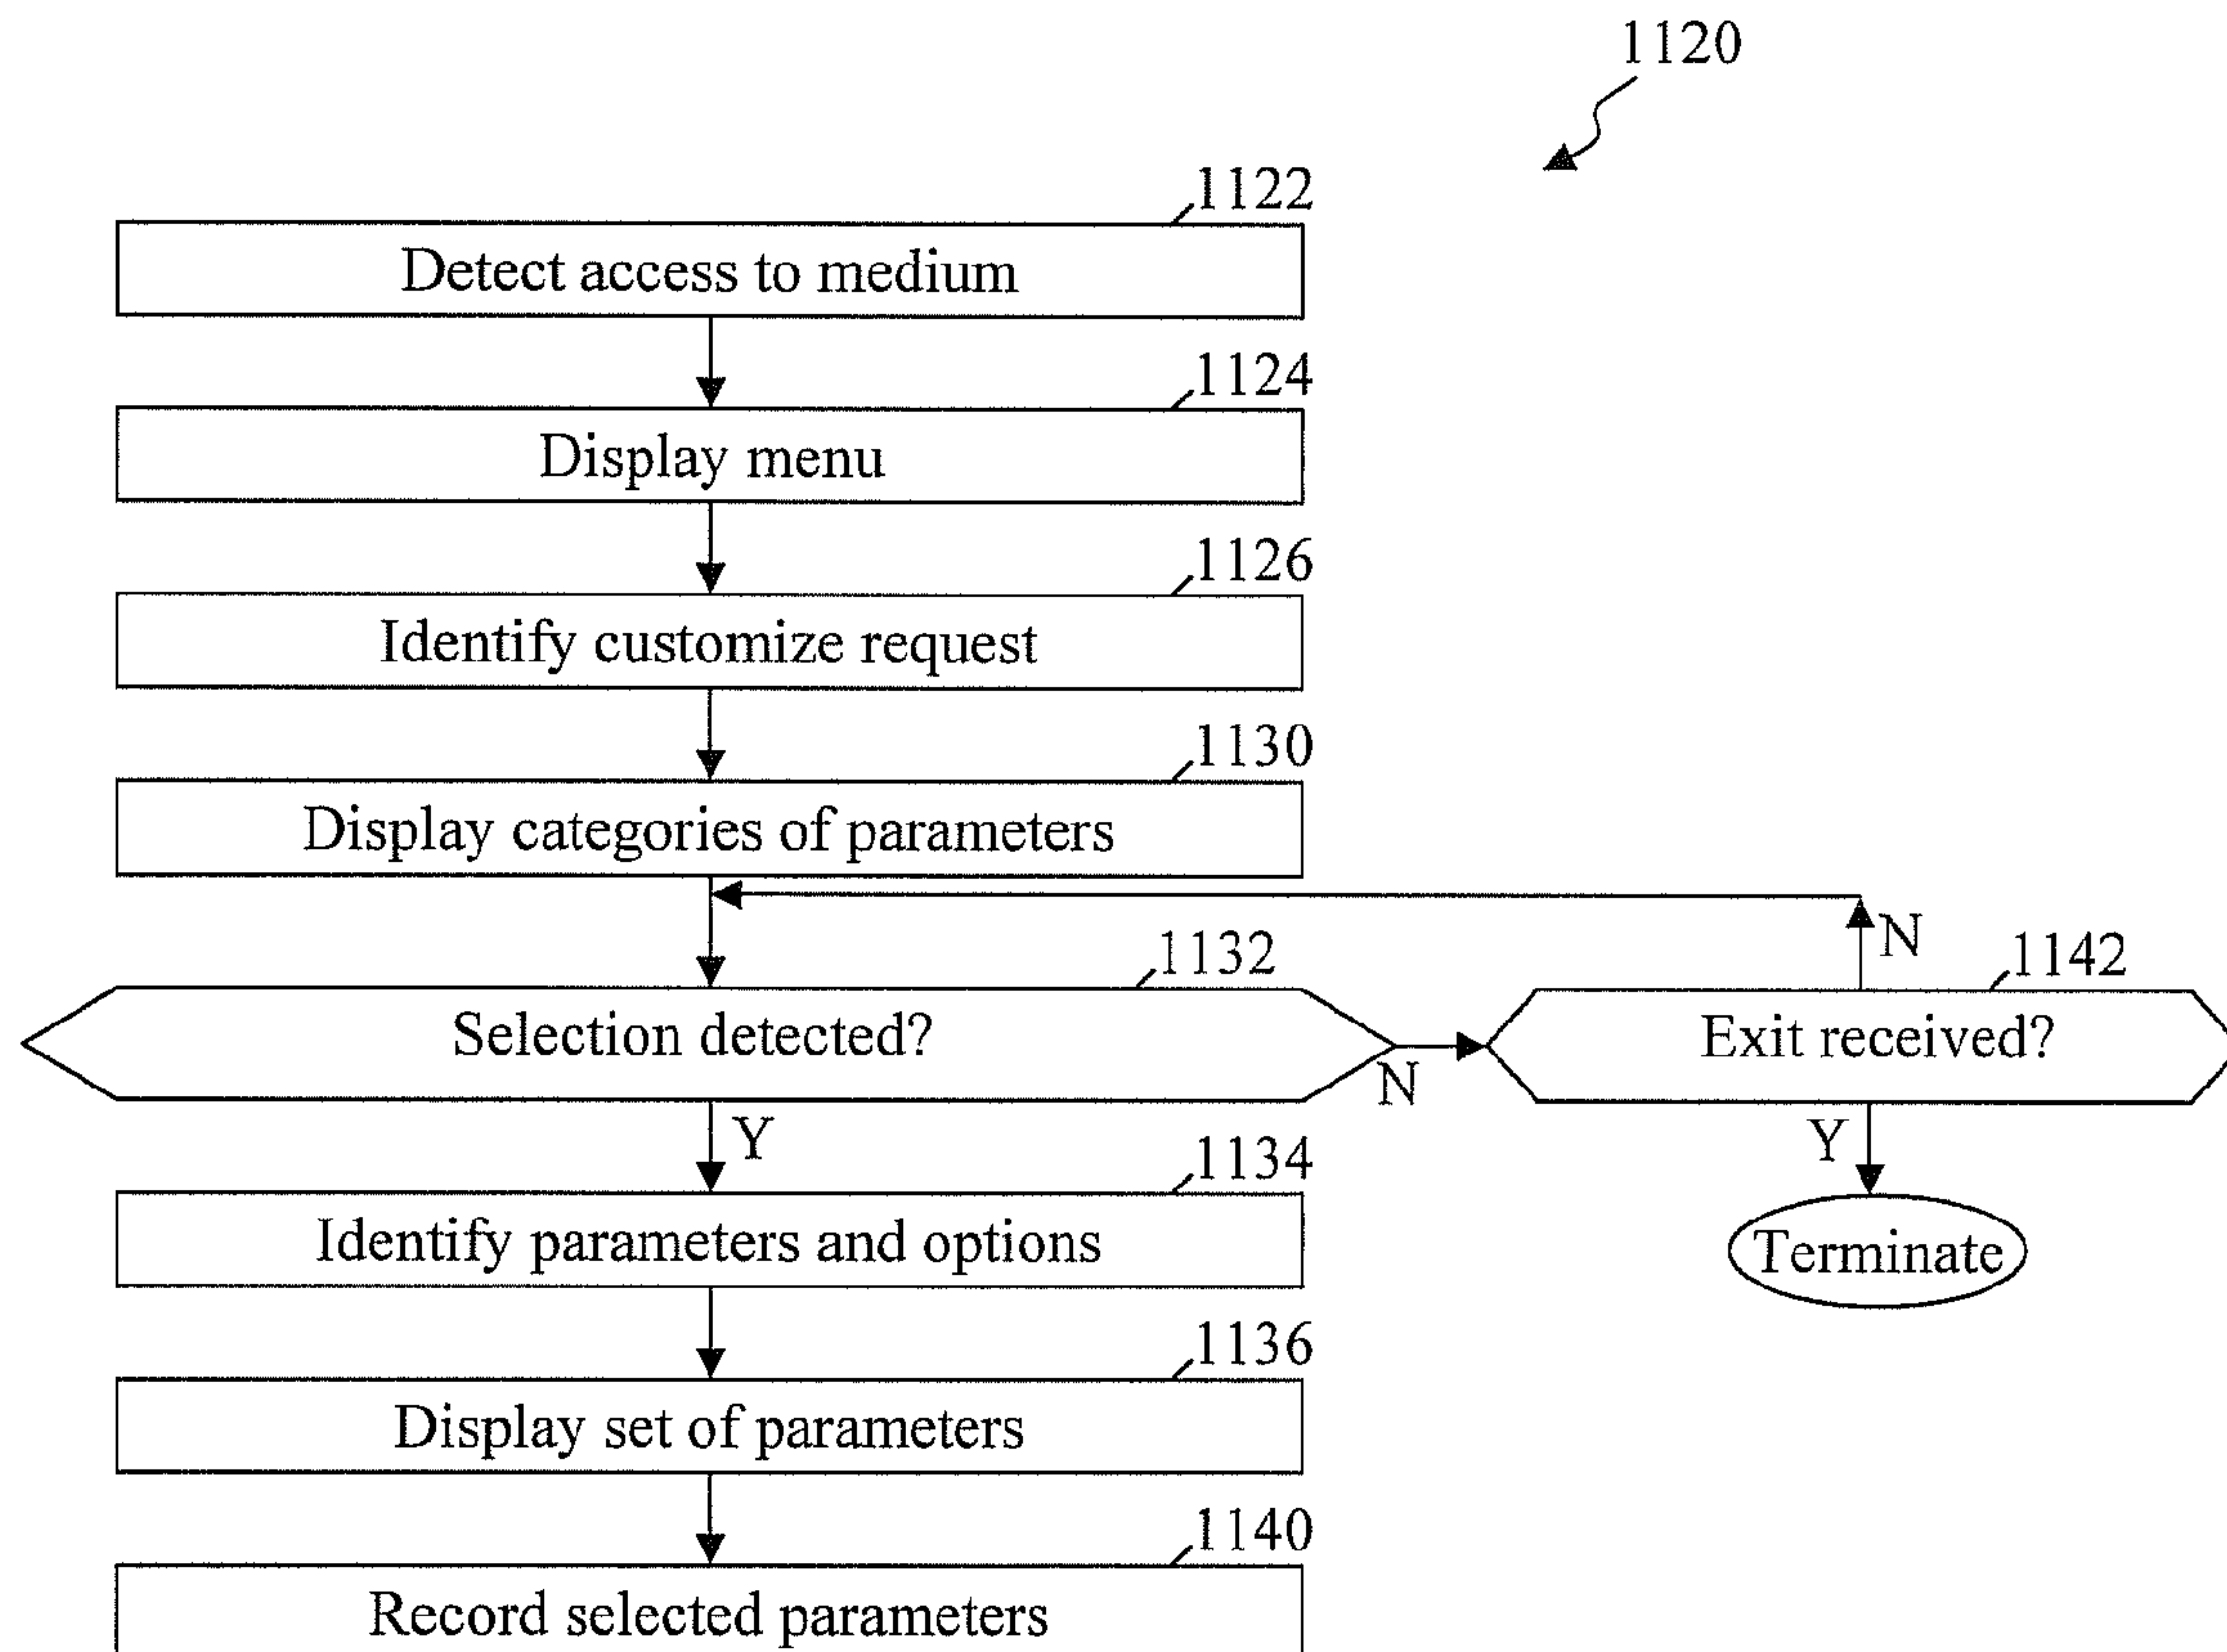 1120
1122
Detect access to medium
1124
Display menu
1126
Identify customize request
1130
Display categories of parameters
N
1132
1142
Selection detected?
Exit received?
N
Y
Y
1134
Identify parameters and options
Terminate
1136
Display set of parameters
1140
Record selected parameters